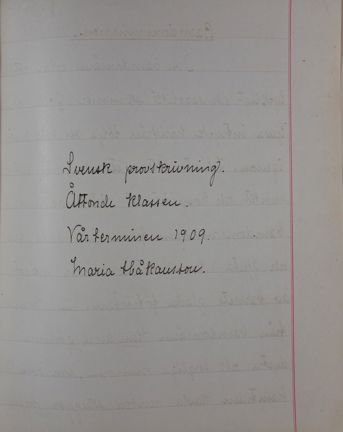 Svensk provskrivning.
Åttonde klassen.
Vårterminen 1909.
Maria Håkansson.